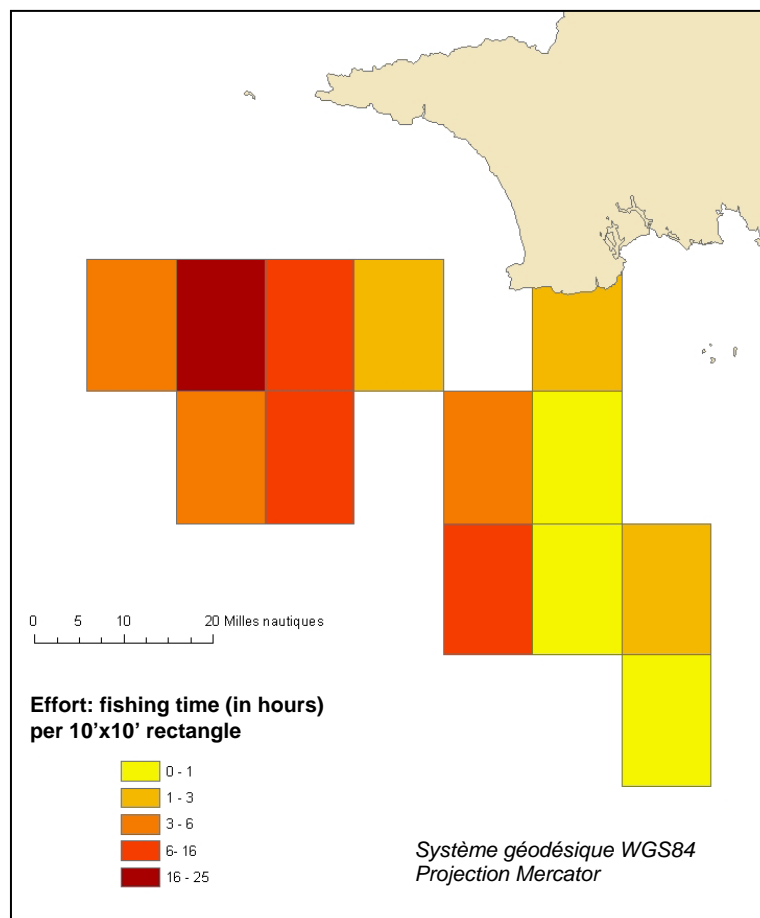 0 5 10 20 Milles nautiques
Effort: fishing time (in hours)
per 10’x10’ rectangle
0 - 1
1 - 3
3 - 6
6- 16
16 - 25
Système géodésique WGS84
Projection Mercator